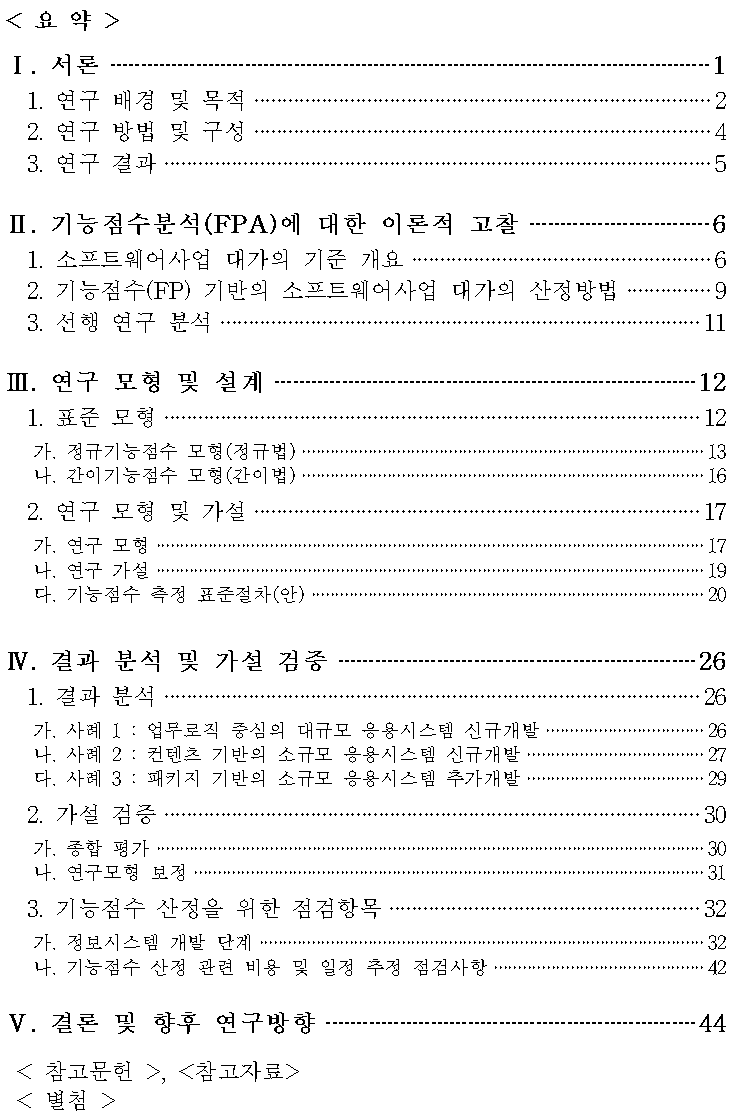 < 요 약 >
Ⅰ. 서론 ············ 1
1. 연구 배경 및 목적 ············ 2
2. 연구 방법 및 구성 ············ 4
3. 연구 결과 ············ 5
Ⅱ. 기능점수분석(FPA)에 대한 이론적 고찰 ············ 6
1. 소프트웨어사업 대가의 기준 개요 ············ 6
2. 기능점수(FP) 기반의 소프트웨어사업 대가의 산정방법 ············ 9
3. 선행 연구 분석 ············ 11
Ⅲ. 연구 모형 및 설계 ············ 12
1. 표준 모형 ············ 12
가. 정규기능점수 모형(정규법) ············ 13
나. 간이기능점수 모형(간이법) ············ 16
2. 연구 모형 및 가설 ············ 17
가. 연구 모형 ············ 17
나. 연구 가설 ············ 19
다. 기능점수 측정 표준절차(안) ············ 20
Ⅳ. 결과 분석 및 가설 검증 ············ 26
1. 결과 분석 ············ 26
가. 사례 1 : 업무로직 중심의 대규모 응용시스템 신규개발 ············ 26
나. 사례 2 : 컨텐츠 기반의 소규모 응용시스템 신규개발 ············ 27
다. 사례 3 : 패키지 기반의 소규모 응용시스템 추가개발 ············ 29
2. 가설 검증 ············ 30
가. 종합 평가 ············ 30
나. 연구모형 보정 ············ 31
3. 기능점수 산정을 위한 점검항목 ············ 32
가. 정보시스템 개발 단계 ············ 32
나. 기능점수 산정 관련 비용 및 일정 추정 점검사항 ············ 42
Ⅴ. 결론 및 향후 연구방향 ············ 44
< 참고문헌 >, <참고자료>
< 별첨 >